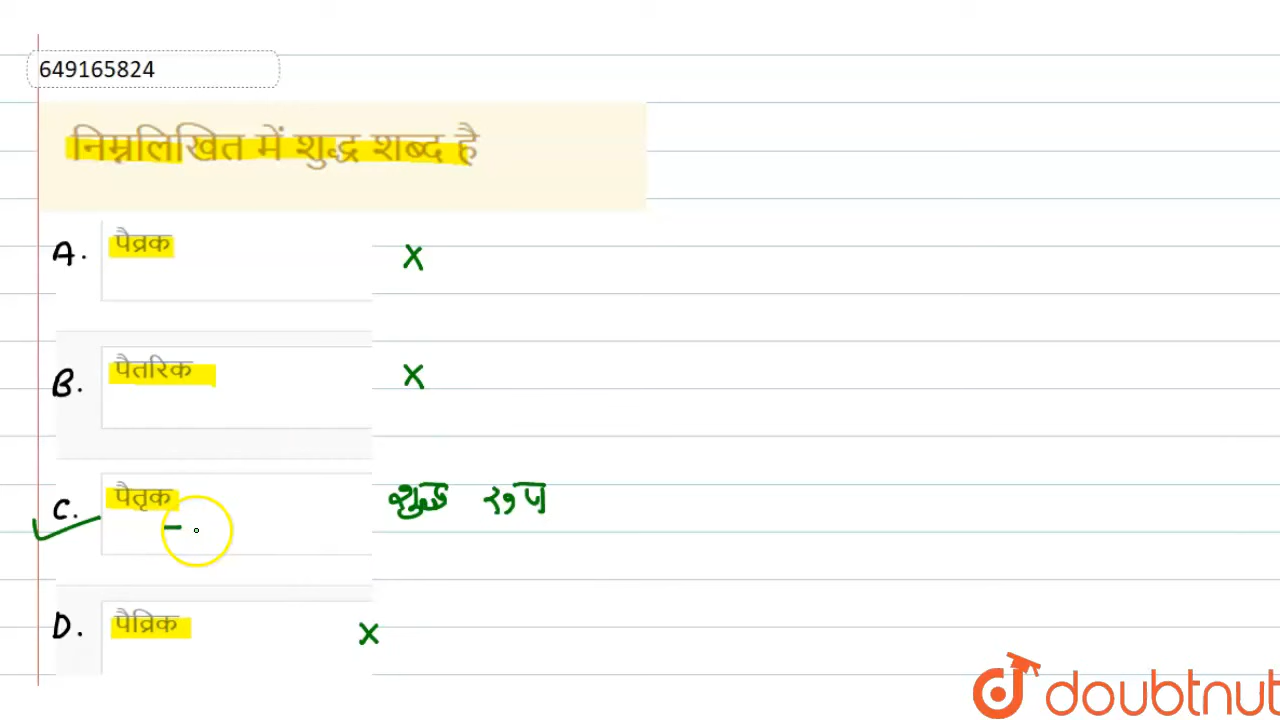 649165824
निम्नलिखित में शुद्ध शब्द है
A. पैव्रक X
B. पैतरिक X
C. पैतृक शुद्ध रूप
D. पैव्रिक X
doubtnut